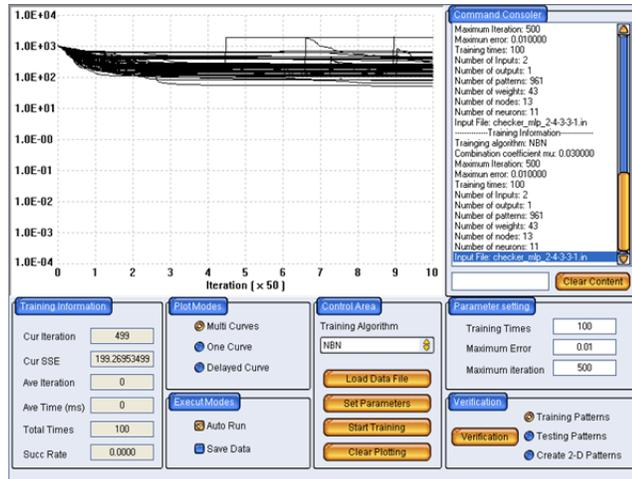 1.0E+04
1.0E+03
1.0E+02
1.0E+01
1.0E-00
1.0E-01
1.0E-02
1.0E-03
1.0E-04
0 1 2 3 4 5 6 7 8 9 10
Iteration [ x 50 ]
Command Consoler
Maximum Iteration: 500
Maximun error: 0.010000
Training times: 100
Number of Inputs: 2
Number of outputs: 1
Number of patterns: 961
Number of weights: 43
Number of nodes: 13
Number of neurons: 11
Input File: checker_mlp_2-4-3-3-1.in
--------------Training Information--------------
Trainging algorithm: NBN
Combination coefficient mu: 0.030000
Maximum Iteration: 500
Maximum error: 0.010000
Training times: 100
Number of Inputs: 2
Number of outputs: 1
Number of patterns: 961
Number of weights: 43
Number of nodes: 13
Number of neurons: 11
Input File: checker_mlp_2-4-3-3-1.in
Clear Content
Training Information
Cur Iteration 499
Cur SSE 199.26953499
Ave Iteration 0
Ave Time (ms) 0
Total Times 100
Succ Rate 0.0000
PlotModes
Multi Curves
One Curve
Delayed Curve
ExecutModes
Auto Run
Save Data
Control Area
Training Algorithm
NBN
Load Data File
Set Parameters
Start Training
Clear Plotting
Parameter setting
Training Times 100
Maximum Error 0.01
Maximum iteration 500
Verification
Verification
Training Patterns
Testing Patterns
Create 2-D Patterns